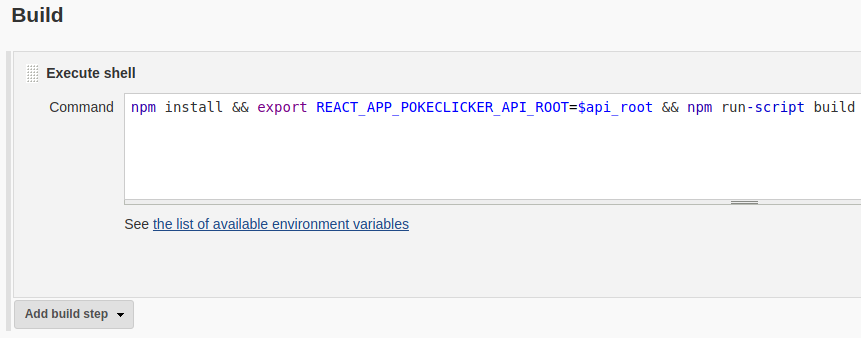 Build
Execute shell
Command
npm install && export REACT_APP_POKECLICKER_API_ROOT=$api_root && npm run-script build
See the list of available environment variables
Add build step